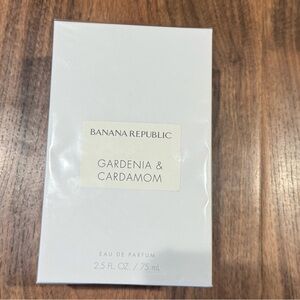 BANANA REPUBLIC
GARDENIA &
CARDAMOM
EAU DE PARFUM
2.5 FL. OZ. / 75 mL